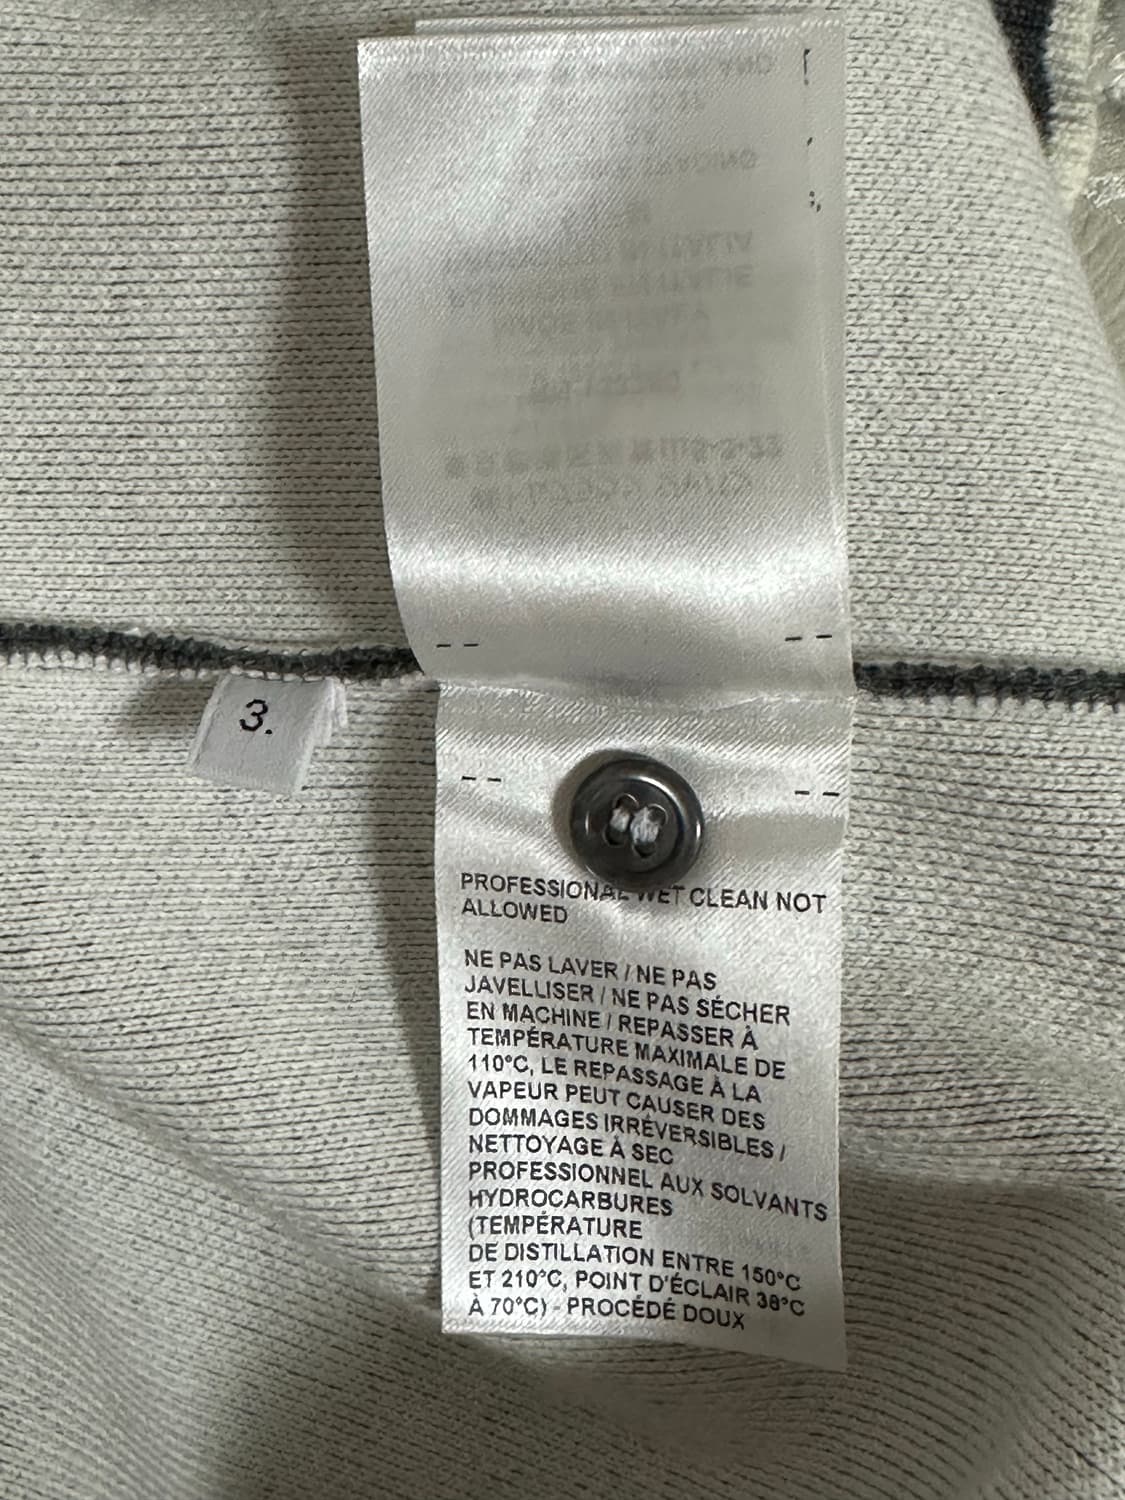 3.
PROFESSIONAL WET CLEAN NOT
ALLOWED
NE PAS LAVER / NE PAS
JAVELLISER / NE PAS SÉCHER
EN MACHINE / REPASSER À
TEMPÉRATURE MAXIMALE DE
110°C, LE REPASSAGE À LA
VAPEUR PEUT CAUSER DES
DOMMAGES IRRÉVERSIBLES /
NETTOYAGE À SEC
PROFESSIONNEL AUX SOLVANTS
HYDROCARBURES
(TEMPÉRATURE
DE DISTILLATION ENTRE 150°C
ET 210°C, POINT D'ÉCLAIR 38°C
À 70°C) - PROCÉDÉ DOUX